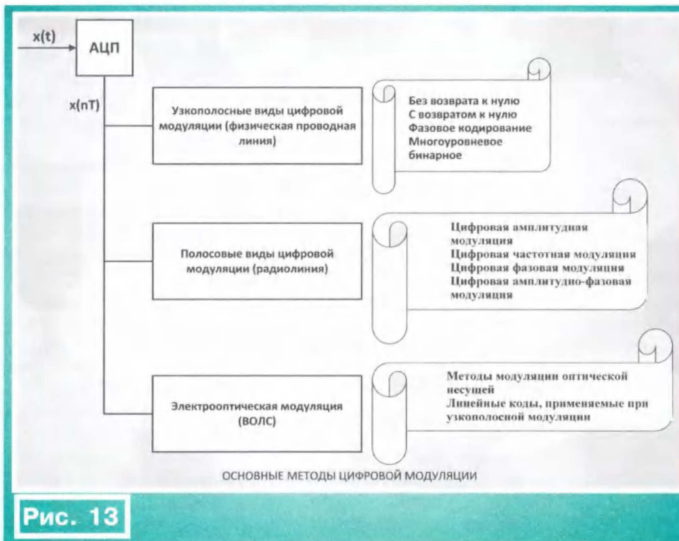 x(t)
АЦП
x(nT)
Узкополосные виды цифровой
модуляции (физическая проводная
линия)
Без возврата к нулю
С возвратом к нулю
Фазовое кодирование
Многоуровневое
бинарное
Полосовые виды цифровой
модуляции (радиолиния)
Цифровая амплитудная
модуляция
Цифровая частотная модуляция
Цифровая фазовая модуляция
Цифровая амплитудно-фазовая
модуляция
Электрооптическая модуляция
(ВОЛС)
Методы модуляции оптической
несущей
Линейные коды, применяемые при
узкополосной модуляции
ОСНОВНЫЕ МЕТОДЫ ЦИФРОВОЙ МОДУЛЯЦИИ
Рис. 13